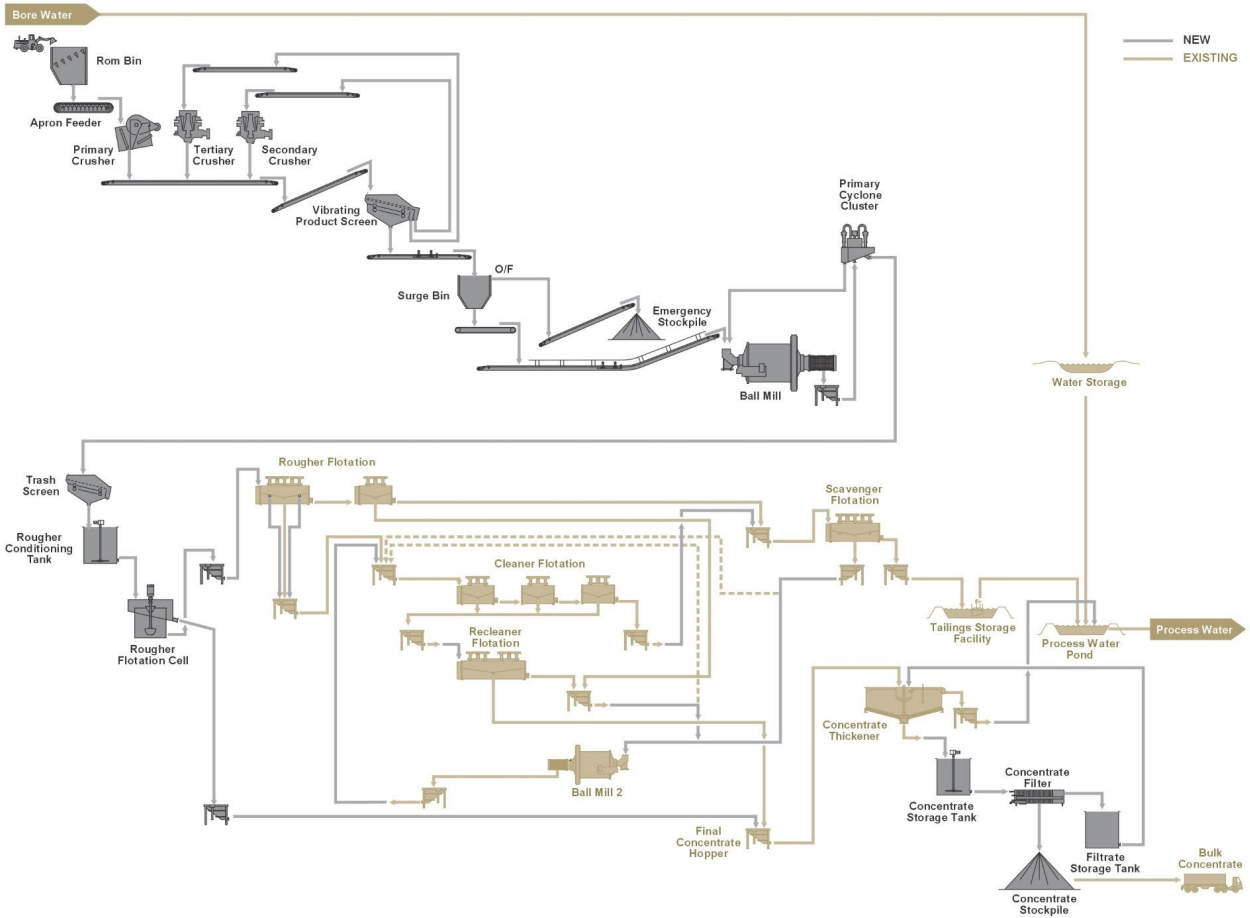 Bore Water
NEW
EXISTING
Rom Bin
Apron Feeder
Primary
Crusher
Tertiary
Crusher
Secondary
Crusher
Vibrating
Product Screen
Primary
Cyclone
Cluster
O/F
Surge Bin
Emergency
Stockpile
Ball Mill
Water Storage
Trash
Screen
Rougher Flotation
Scavenger
Flotation
Rougher
Conditioning
Tank
Cleaner Flotation
Rougher
Flotation Cell
Recleaner
Flotation
Tailings Storage
Facility
Process Water
Pond
Process Water
Concentrate
Thickener
Ball Mill 2
Concentrate
Storage Tank
Concentrate
Filter
Final
Concentrate
Hopper
Filtrate
Storage Tank
Bulk
Concentrate
Concentrate
Stockpile